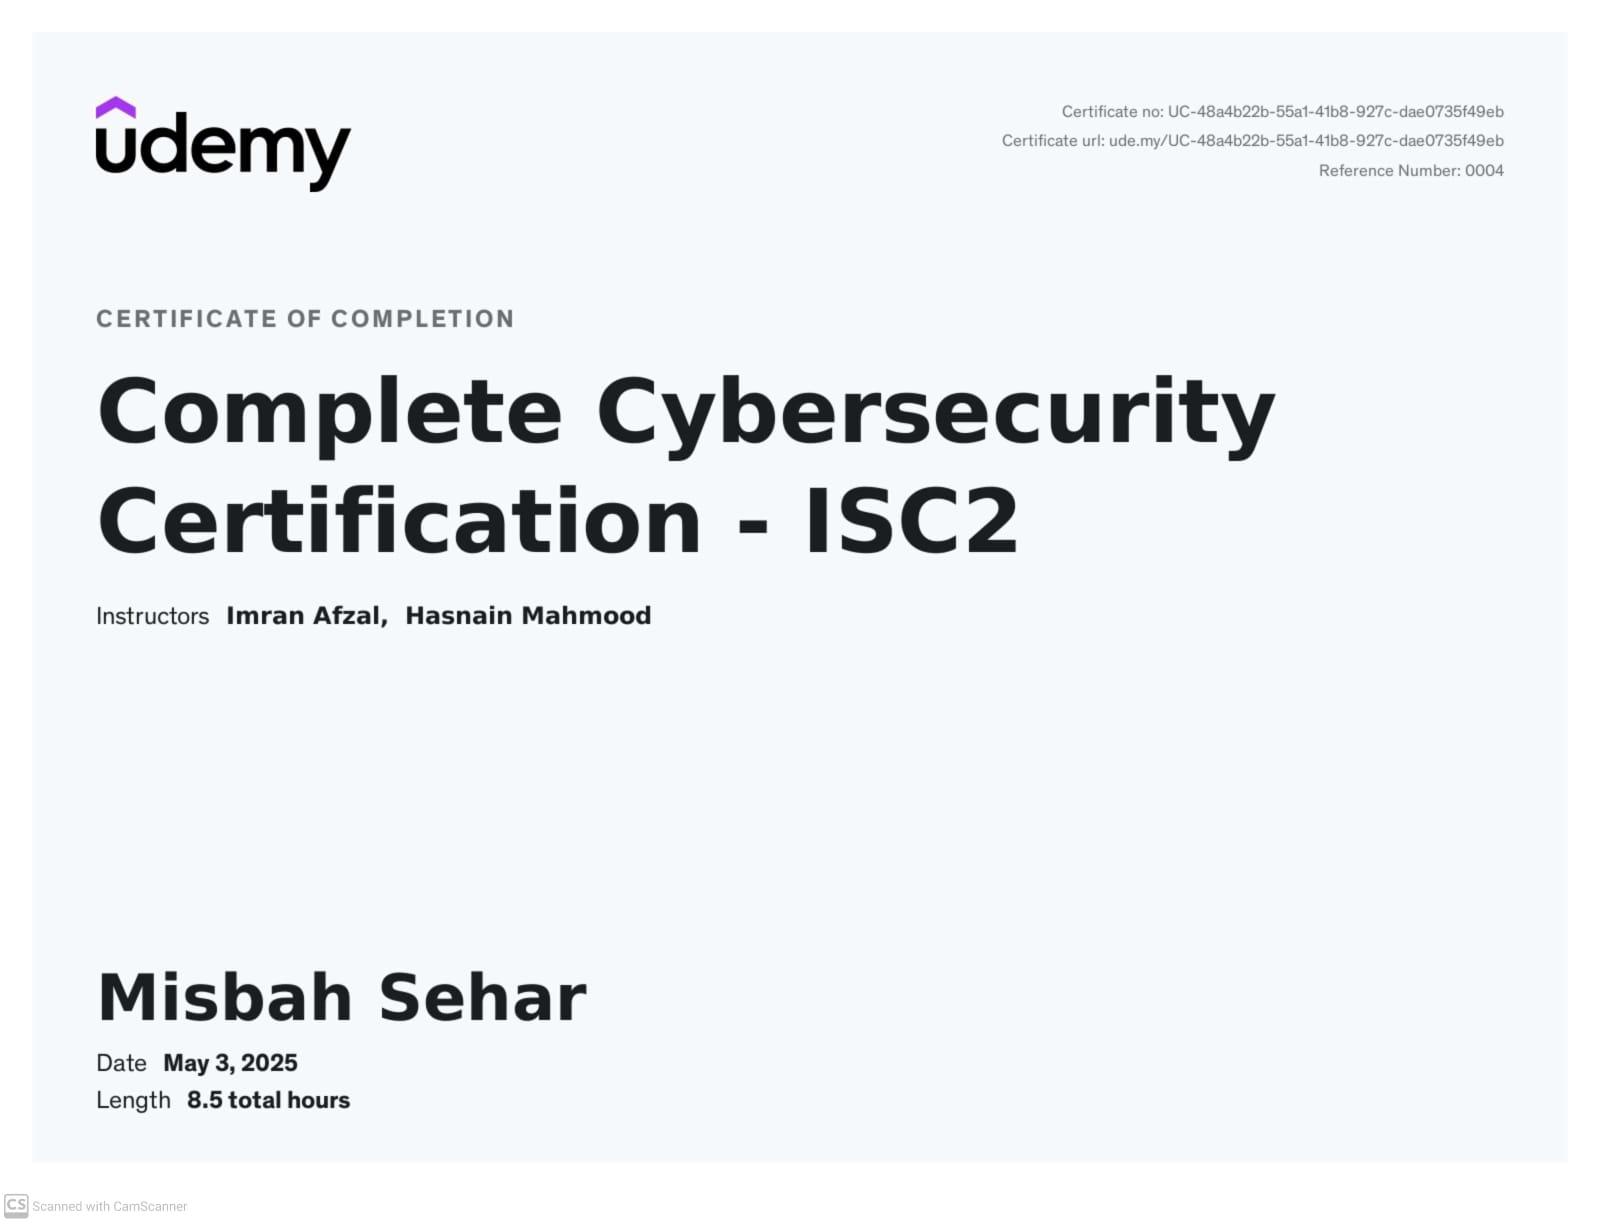 udemy
Certificate no: UC-48a4b22b-55a1-41b8-927c-dae0735f49eb
Certificate url: ude.my/UC-48a4b22b-55a1-41b8-927c-dae0735f49eb
Reference Number: 0004
CERTIFICATE OF COMPLETION
Complete Cybersecurity
Certification - ISC2
Instructors Imran Afzal, Hasnain Mahmood
Misbah Sehar
Date May 3, 2025
Length 8.5 total hours
CS Scanned with CamScanner